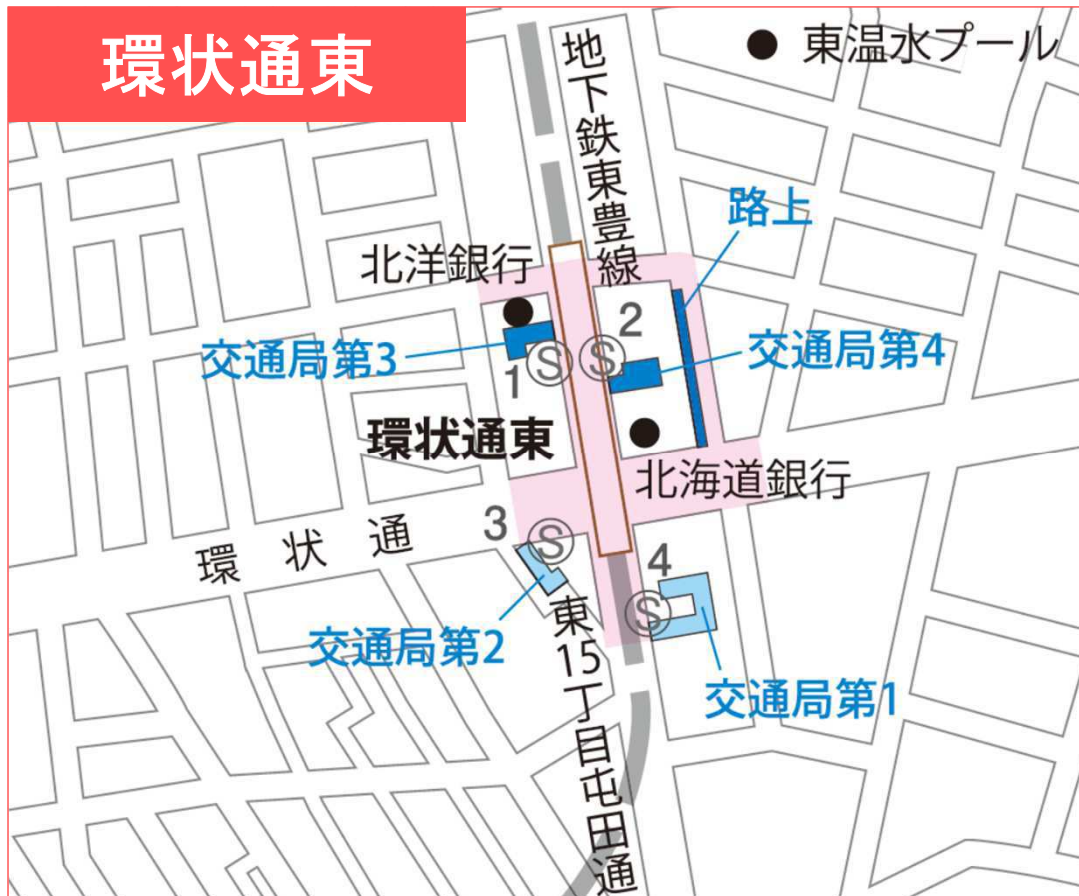 環状通東
東温水プール
地下鉄東豊線
路上
北洋銀行
2
交通局第3
交通局第4
S
S
1
環状通東
北海道銀行
3
環状通
S
4
S
交通局第2
東15丁目屯田通
交通局第1